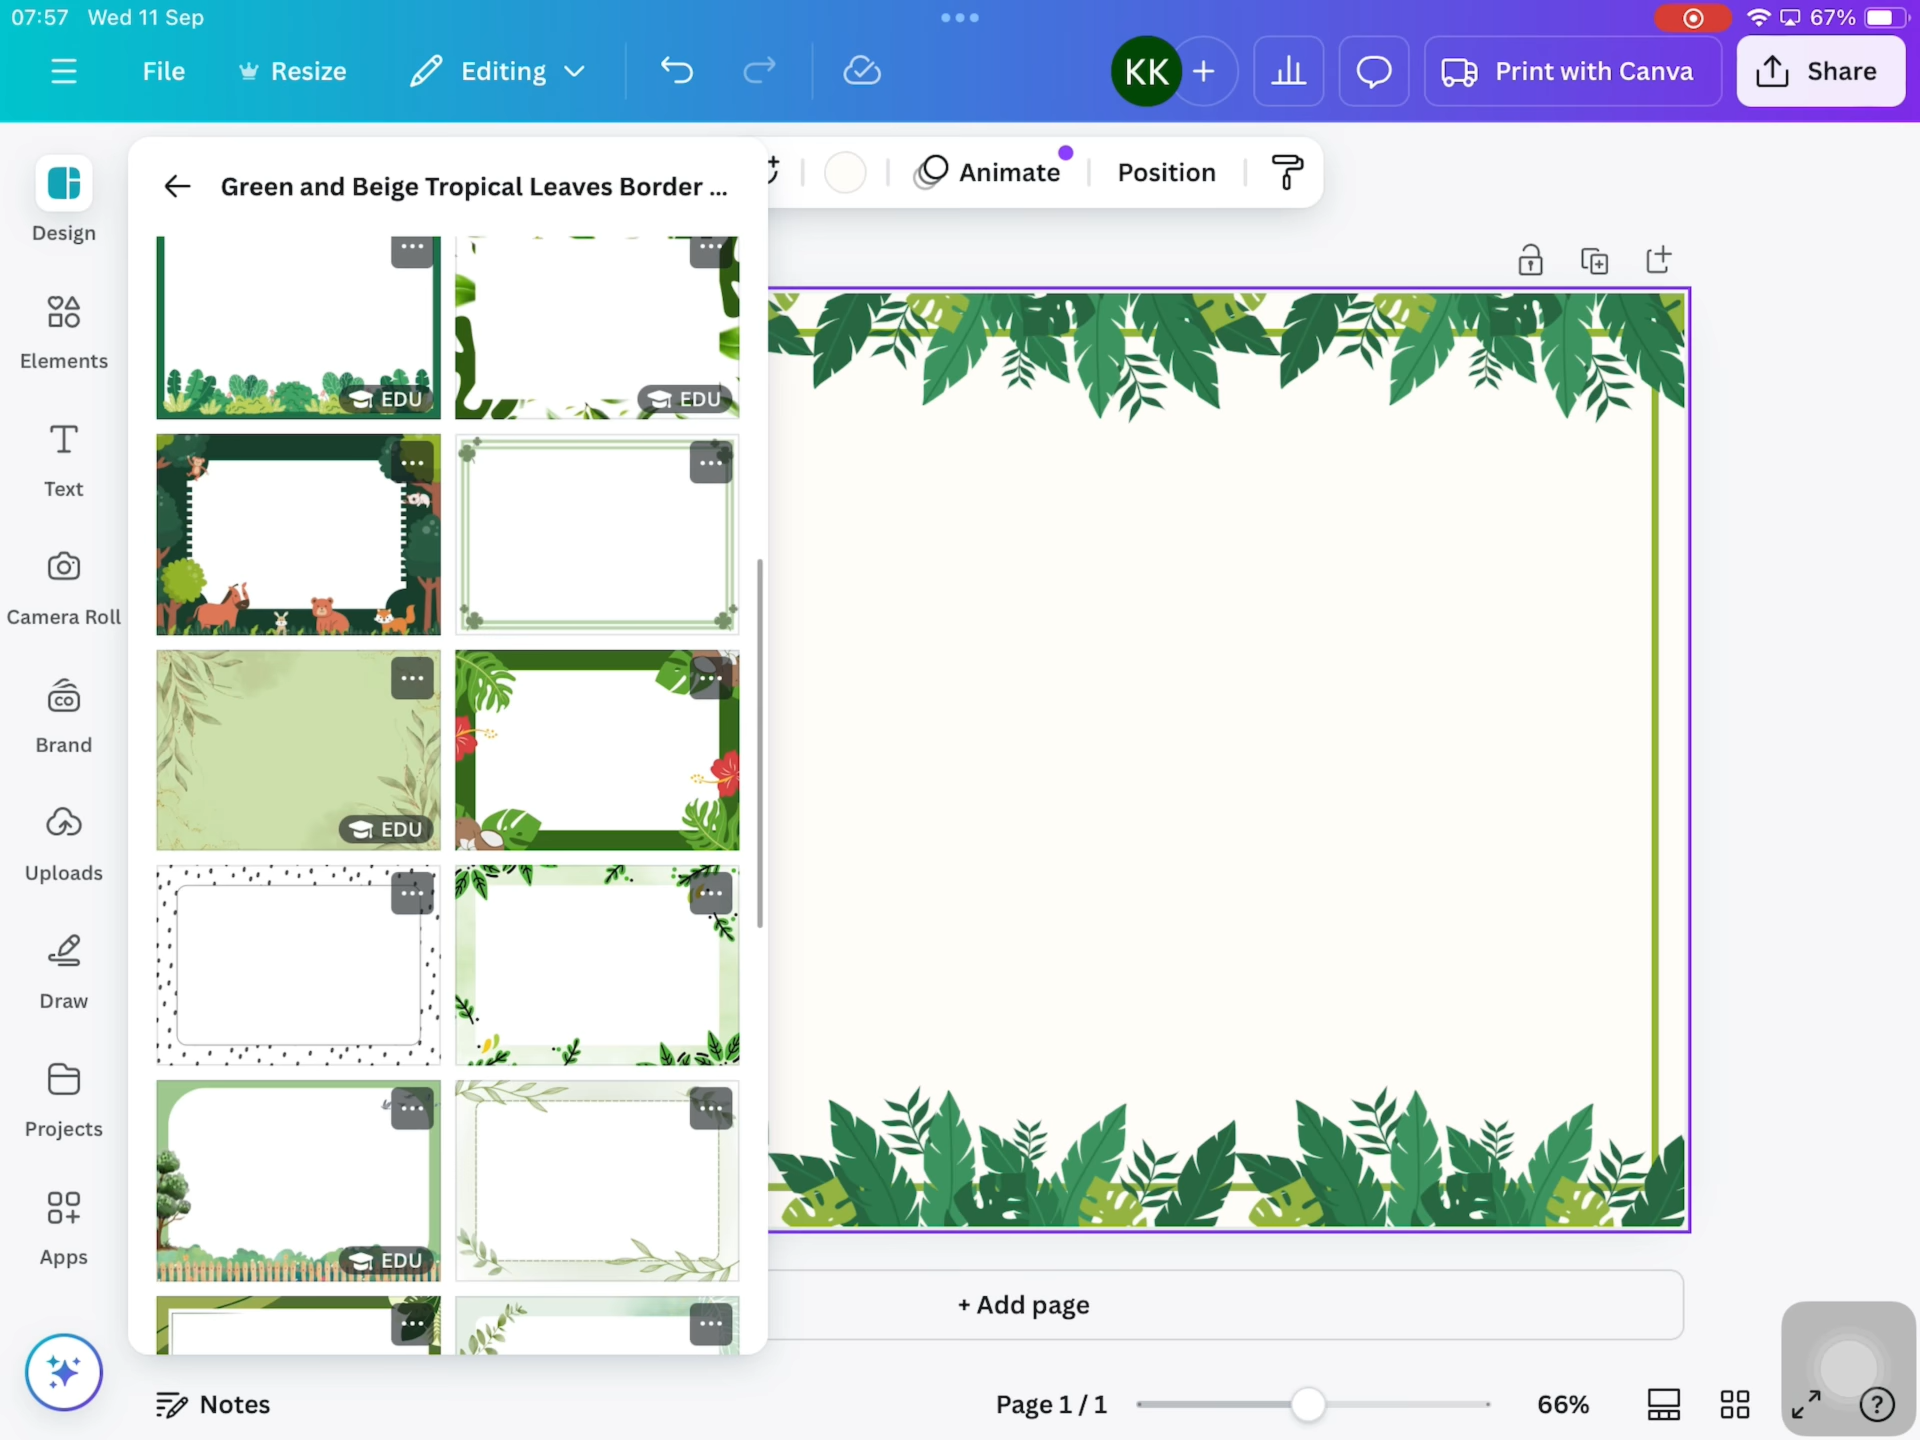 07:57 Wed 11 Sep
67%
File
Resize
Editing
KK
Print with Canva
Share
Green and Beige Tropical Leaves Border ...
Animate
Position
Design
Elements
Text
Camera Roll
CO
Brand
Uploads
Draw
Projects
Apps
EDU
EDU
EDU
EDU
+ Add page
Notes
Page 1 / 1
66%
?